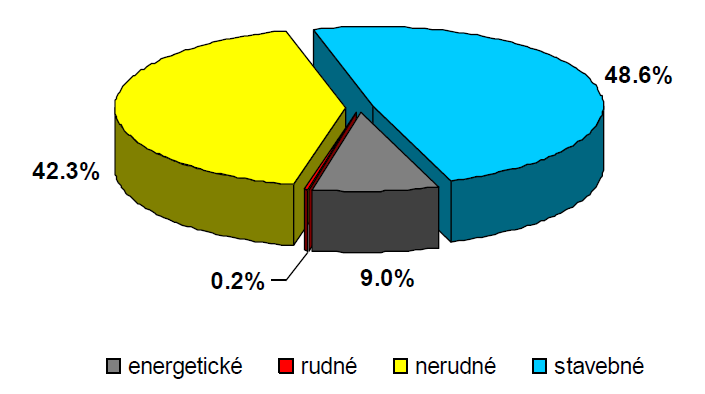 48.6%
42.3%
0.2%
9.0%
energetické rudné nerudné stavebné